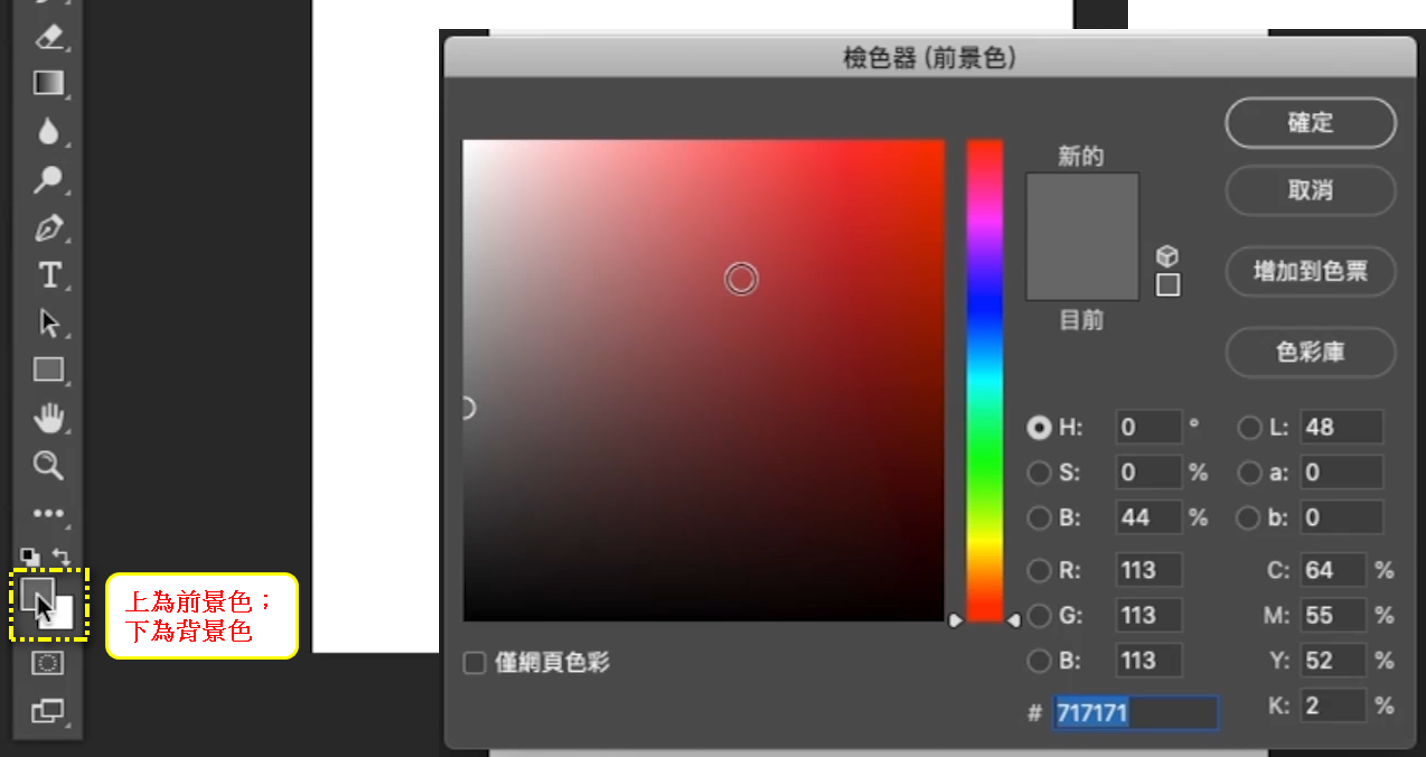 檢色器 (前景色)
確定
新的
取消
增加到色票
目前
色彩庫
H: 0 °
L: 48
S: 0 %
a: 0
B: 44 %
b: 0
R: 113
C: 64 %
G: 113
M: 55 %
B: 113
Y: 52 %
# 717171
K: 2 %
僅網頁色彩
T
上為前景色；
下為背景色